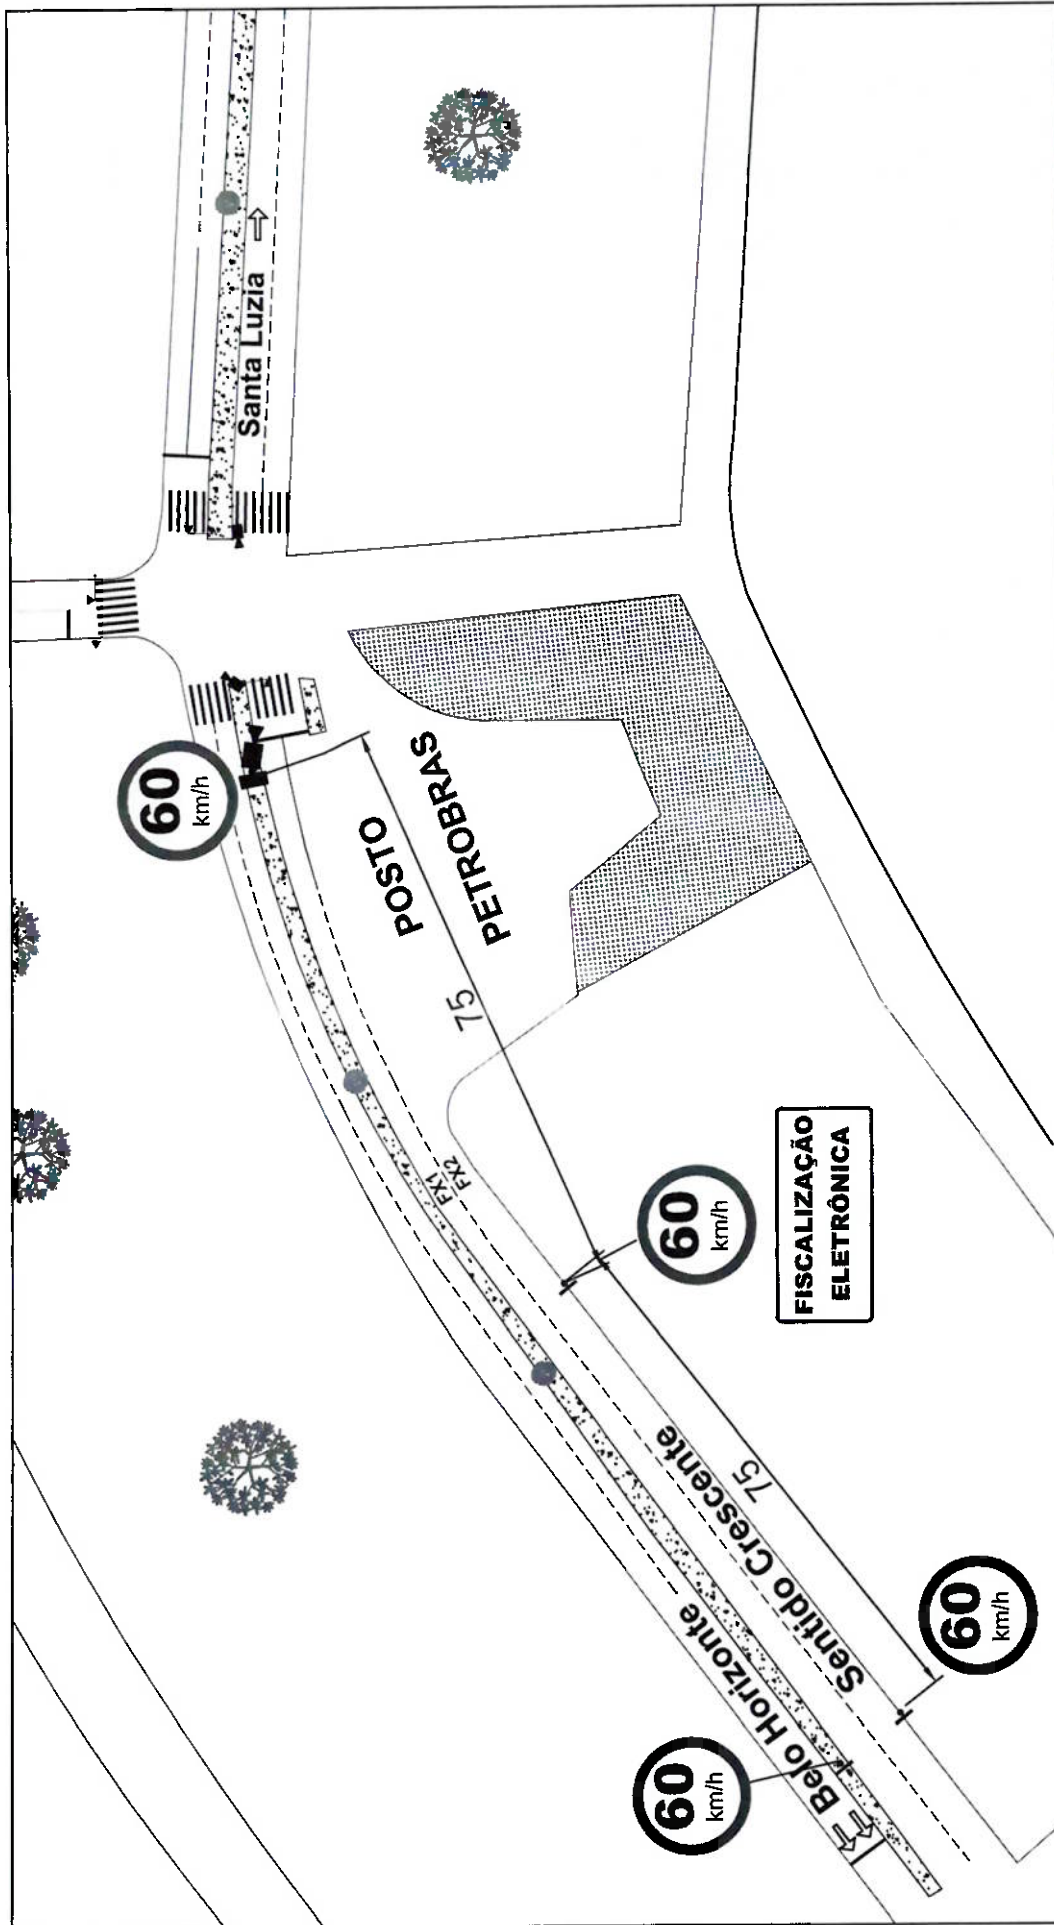 Santa Luzia
60
km/h
POSTO
PETROBRAS
75
FX1
FX2
60
km/h
FISCALIZAÇÃO
ELETRÔNICA
75
Sentido Crescente
Belo Horizonte
60
km/h
60
km/h